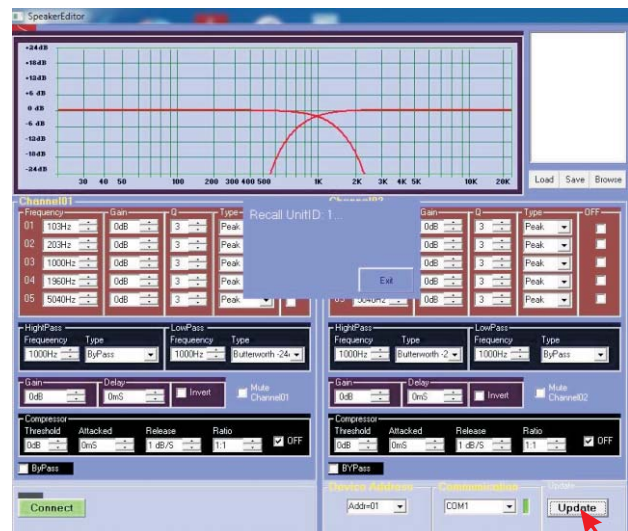 SpeakerEditor
+24dB
+18dB
+12dB
+6 dB
0 dB
-6 dB
-12dB
-18dB
-24dB
30 40 50 100 200 300 400 500 1K 2K 3K 4K 5K 10K 20K
Load Save Browse
Channel01
Frequency Gain Q Type
01 103Hz 0dB 3 Peak
02 203Hz 0dB 3 Peak
03 1000Hz 0dB 3 Peak
04 1960Hz 0dB 3 Peak
05 5040Hz 0dB 3 Peak
Recall UnitID: 1...
Exit
Channel02
Gain Q Type OFF
0dB 3 Peak
0dB 3 Peak
0dB 3 Peak
0dB 3 Peak
05 5040Hz 0dB 3 Peak
HightPass LowPass
Frequeency Type Frequeency Type
1000Hz ByPass 1000Hz Butterworth -24
Gain Delay
0dB 0mS Invert Mute Channel01
Compressor
Threshold Attacked Release Ratio
0dB 0mS 1 dB/S 1:1 OFF
ByPass
HightPass LowPass
Frequeency Type Frequeency Type
1000Hz Butterworth -2 1000Hz ByPass
Gain Delay
0dB 0mS Invert Mute Channel02
Compressor
Threshold Attacked Release Ratio
0dB 0mS 1 dB/S 1:1 OFF
BYPass
Connect
Device Address Communication Update
Addr=01 COM1 Update